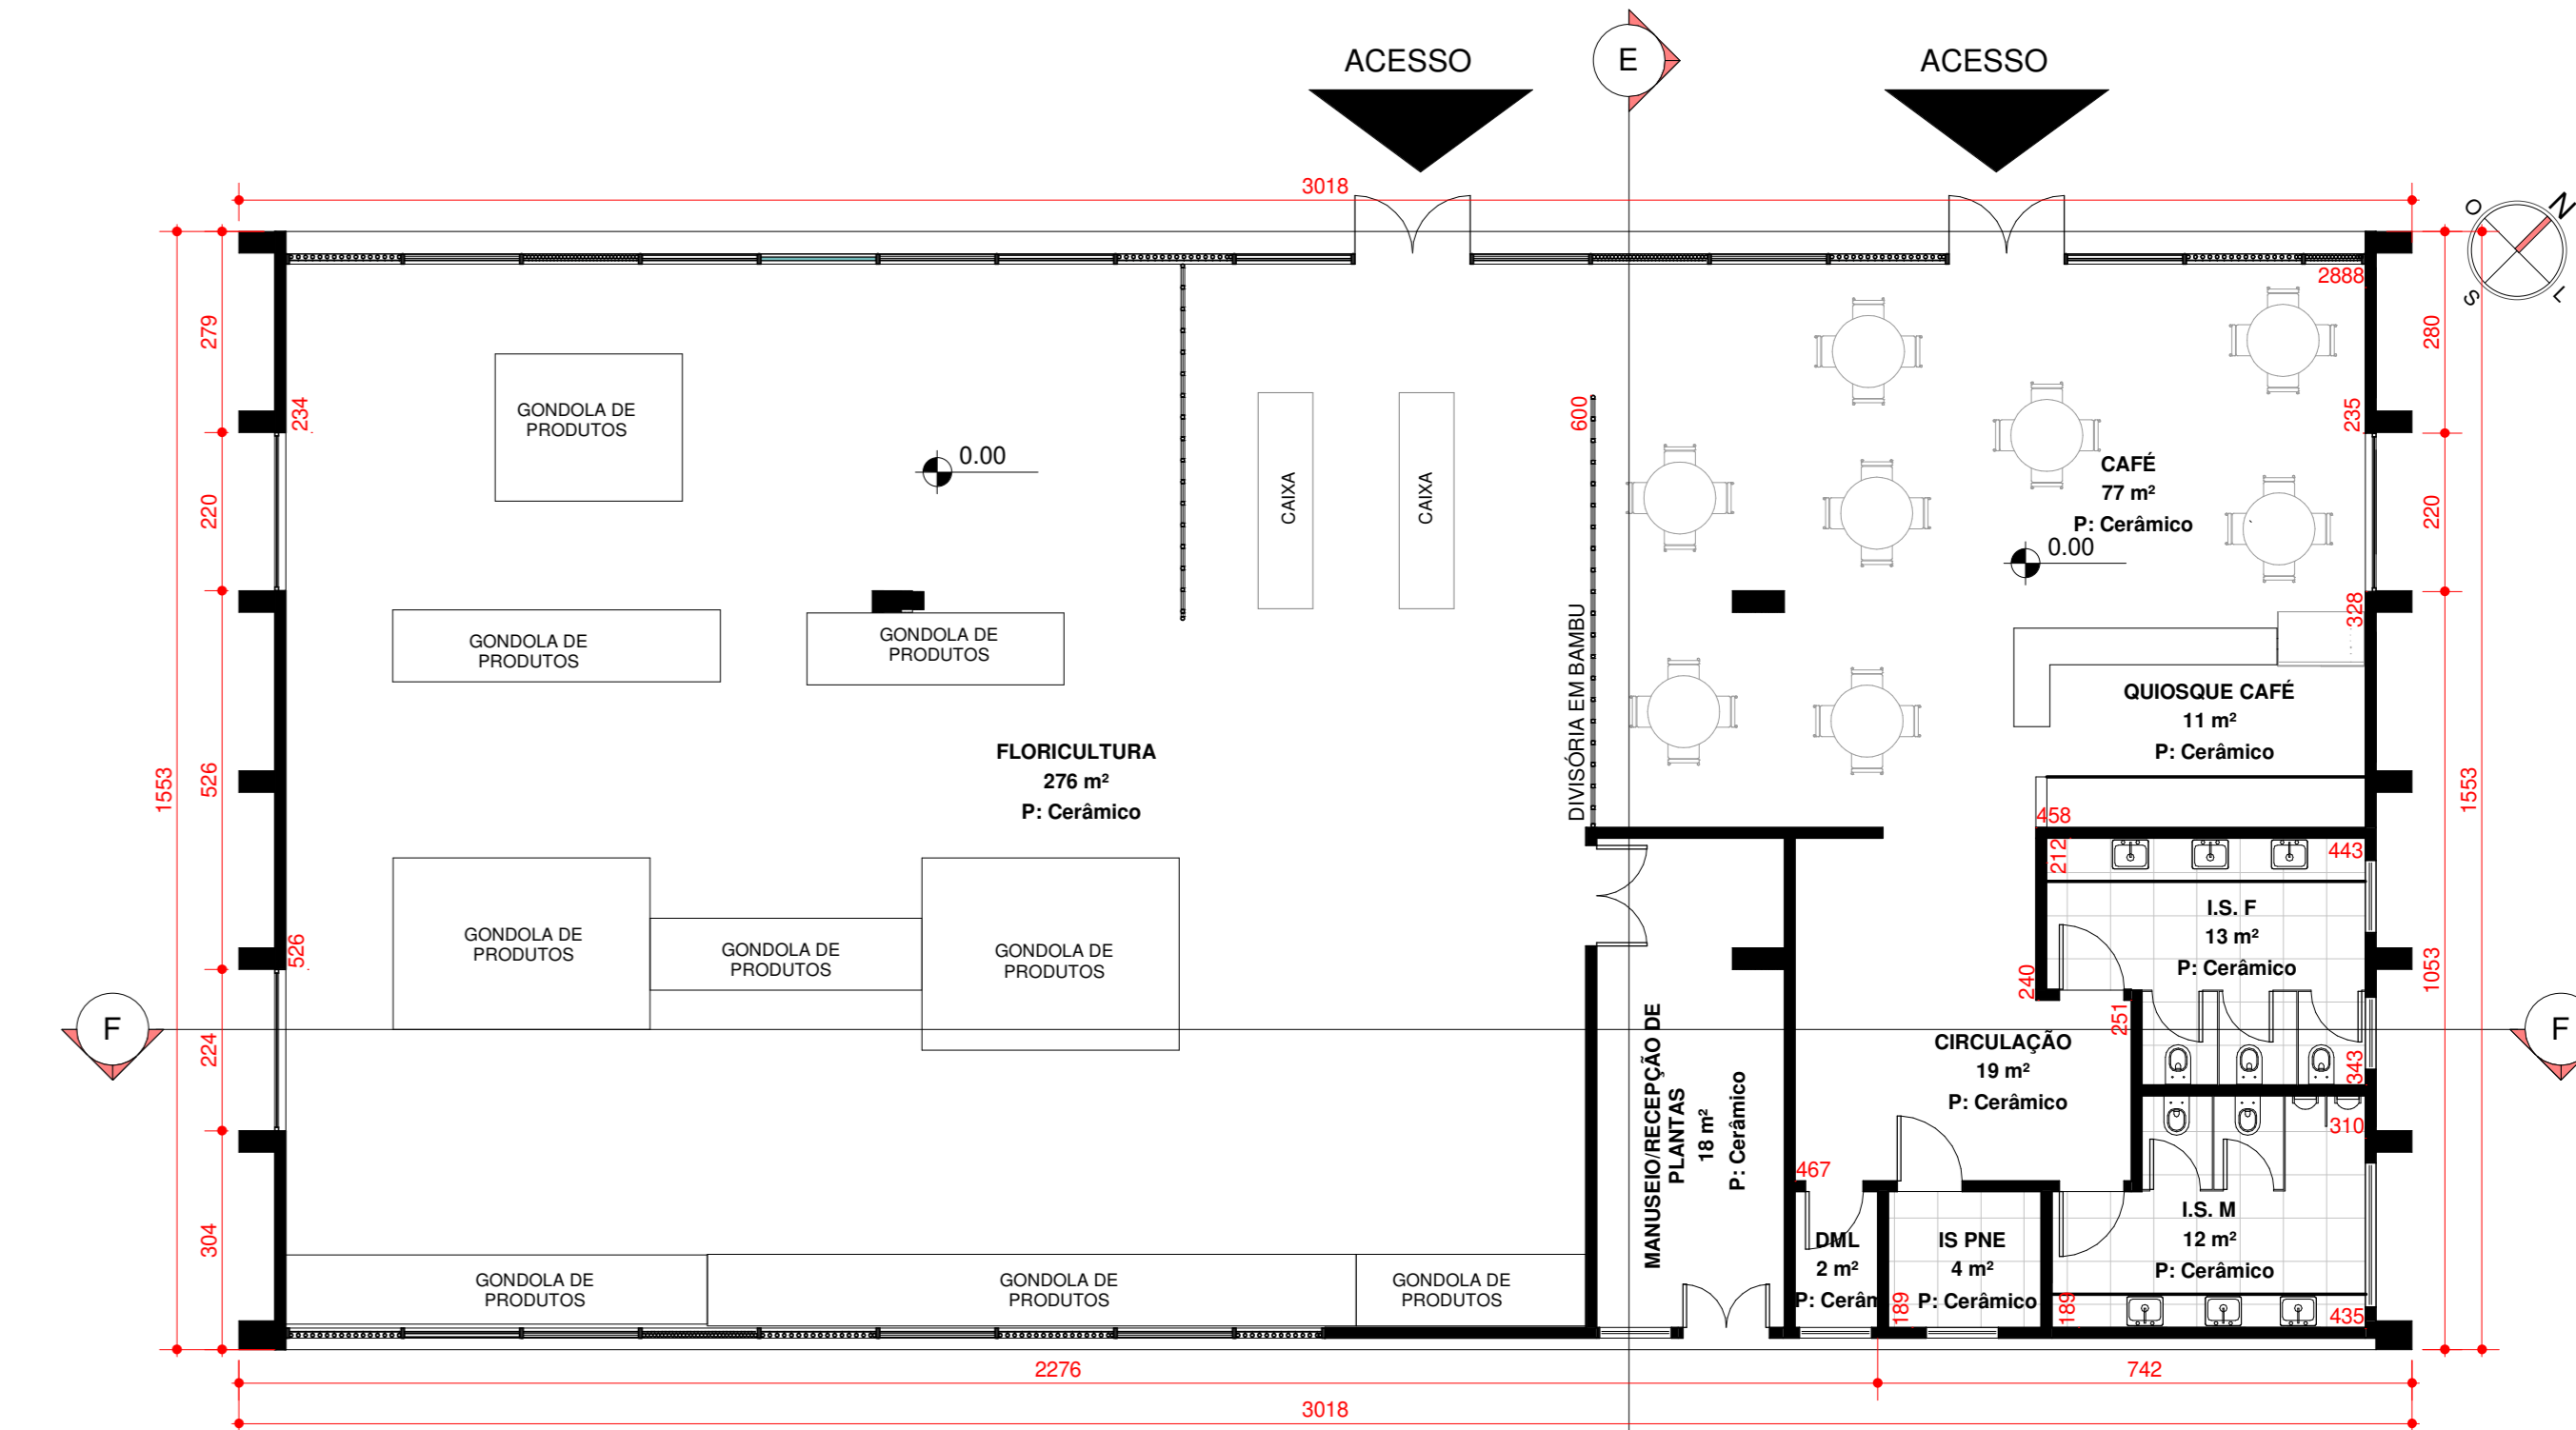 ACESSO
E
ACESSO
3018
O
N
S
L
2888
279
280
GONDOLA DE
PRODUTOS
234
600
235
0.00
CAIXA
CAIXA
CAFÉ
77 m²
P: Cerâmico
0.00
220
220
328
GONDOLA DE
PRODUTOS
GONDOLA DE
PRODUTOS
DIVISÓRIA EM BAMBU
QUIOSQUE CAFÉ
11 m²
P: Cerâmico
FLORICULTURA
276 m²
P: Cerâmico
1553
526
1553
458
212
443
I.S. F
13 m²
P: Cerâmico
GONDOLA DE
PRODUTOS
GONDOLA DE
PRODUTOS
GONDOLA DE
PRODUTOS
526
240
251
1053
F
F
224
CIRCULAÇÃO
19 m²
P: Cerâmico
343
MANUSEIO/RECEPÇÃO DE
PLANTAS
18 m²
P: Cerâmico
310
467
I.S. M
12 m²
P: Cerâmico
304
DML
2 m²
P: Cerâm
IS PNE
4 m²
P: Cerâmico
189
189
435
GONDOLA DE
PRODUTOS
GONDOLA DE
PRODUTOS
GONDOLA DE
PRODUTOS
2276
742
3018